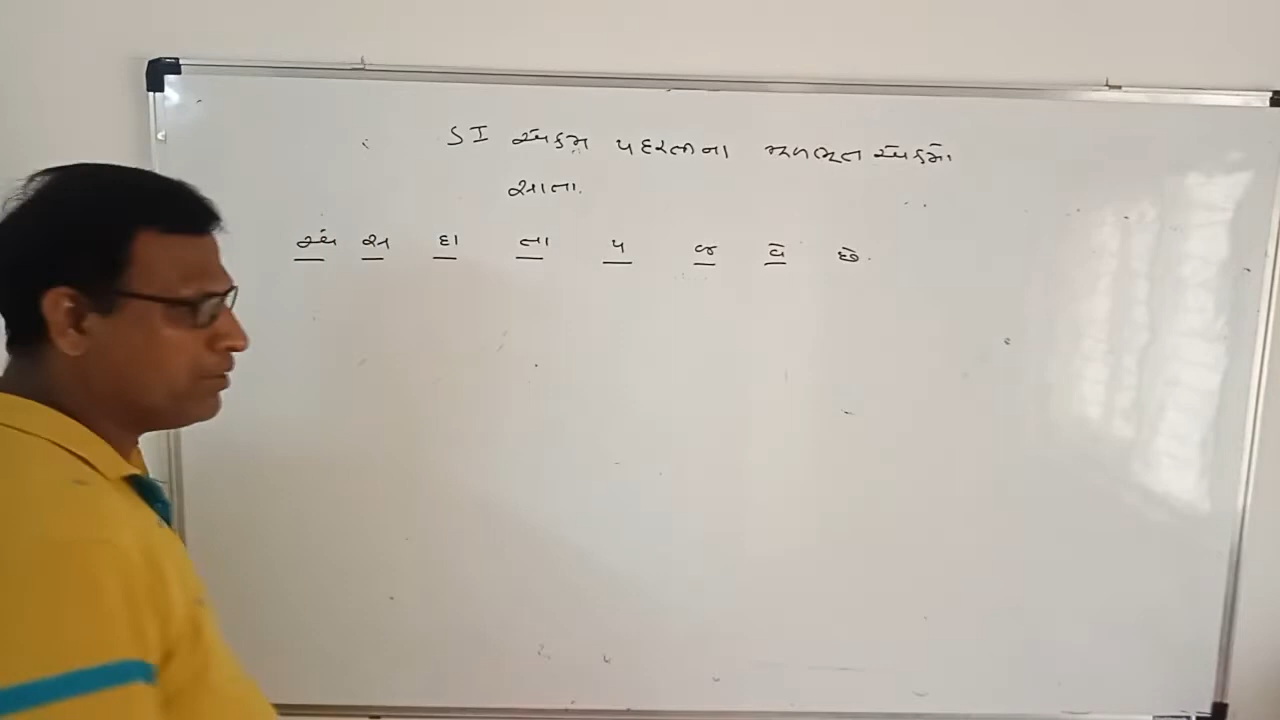 SI એકમ પદ્ધતિના મૂળભૂત એકમો
સાત.
અં સ દા તા પ જ વે છે.